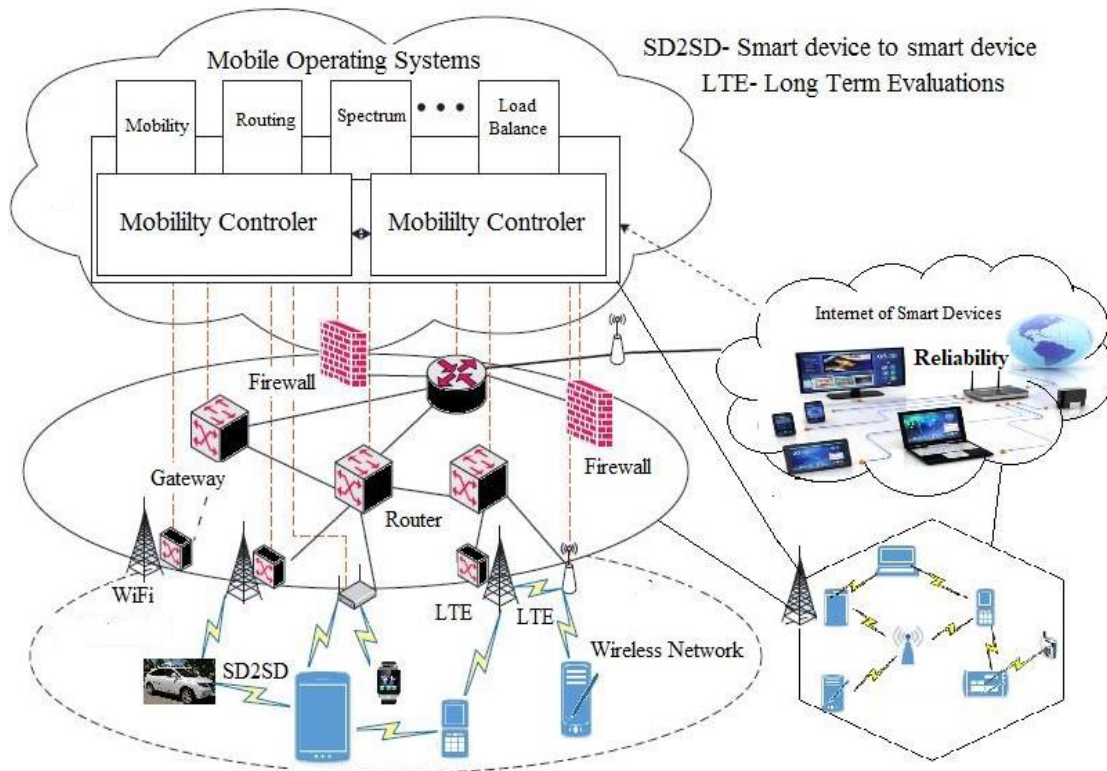 SD2SD- Smart device to smart device
LTE- Long Term Evaluations
Mobile Operating Systems
Mobility
Routing
Spectrum
Load
Balance
Mobililty Controler
Mobililty Controler
Internet of Smart Devices
Reliability
Firewall
Firewall
Gateway
Router
WiFi
LTE
LTE
SD2SD
Wireless Network